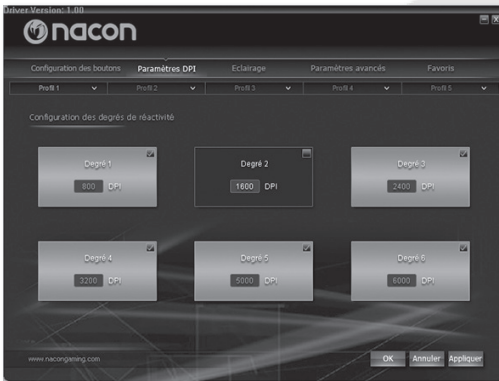 Driver Version: 1.00
nacon
Configuration des boutons Paramètres DPI Eclairage Paramètres avancés Favoris
Profil 1 Profil 2 Profil 3 Profil 4 Profil 5
Configuration des degrés de réactivité
Degré 1 Degré 2 Degré 3
800 DPI 1600 DPI 2400 DPI
Degré 4 Degré 5 Degré 6
3200 DPI 5000 DPI 6000 DPI
www.nacongaming.com OK Annuler Appliquer